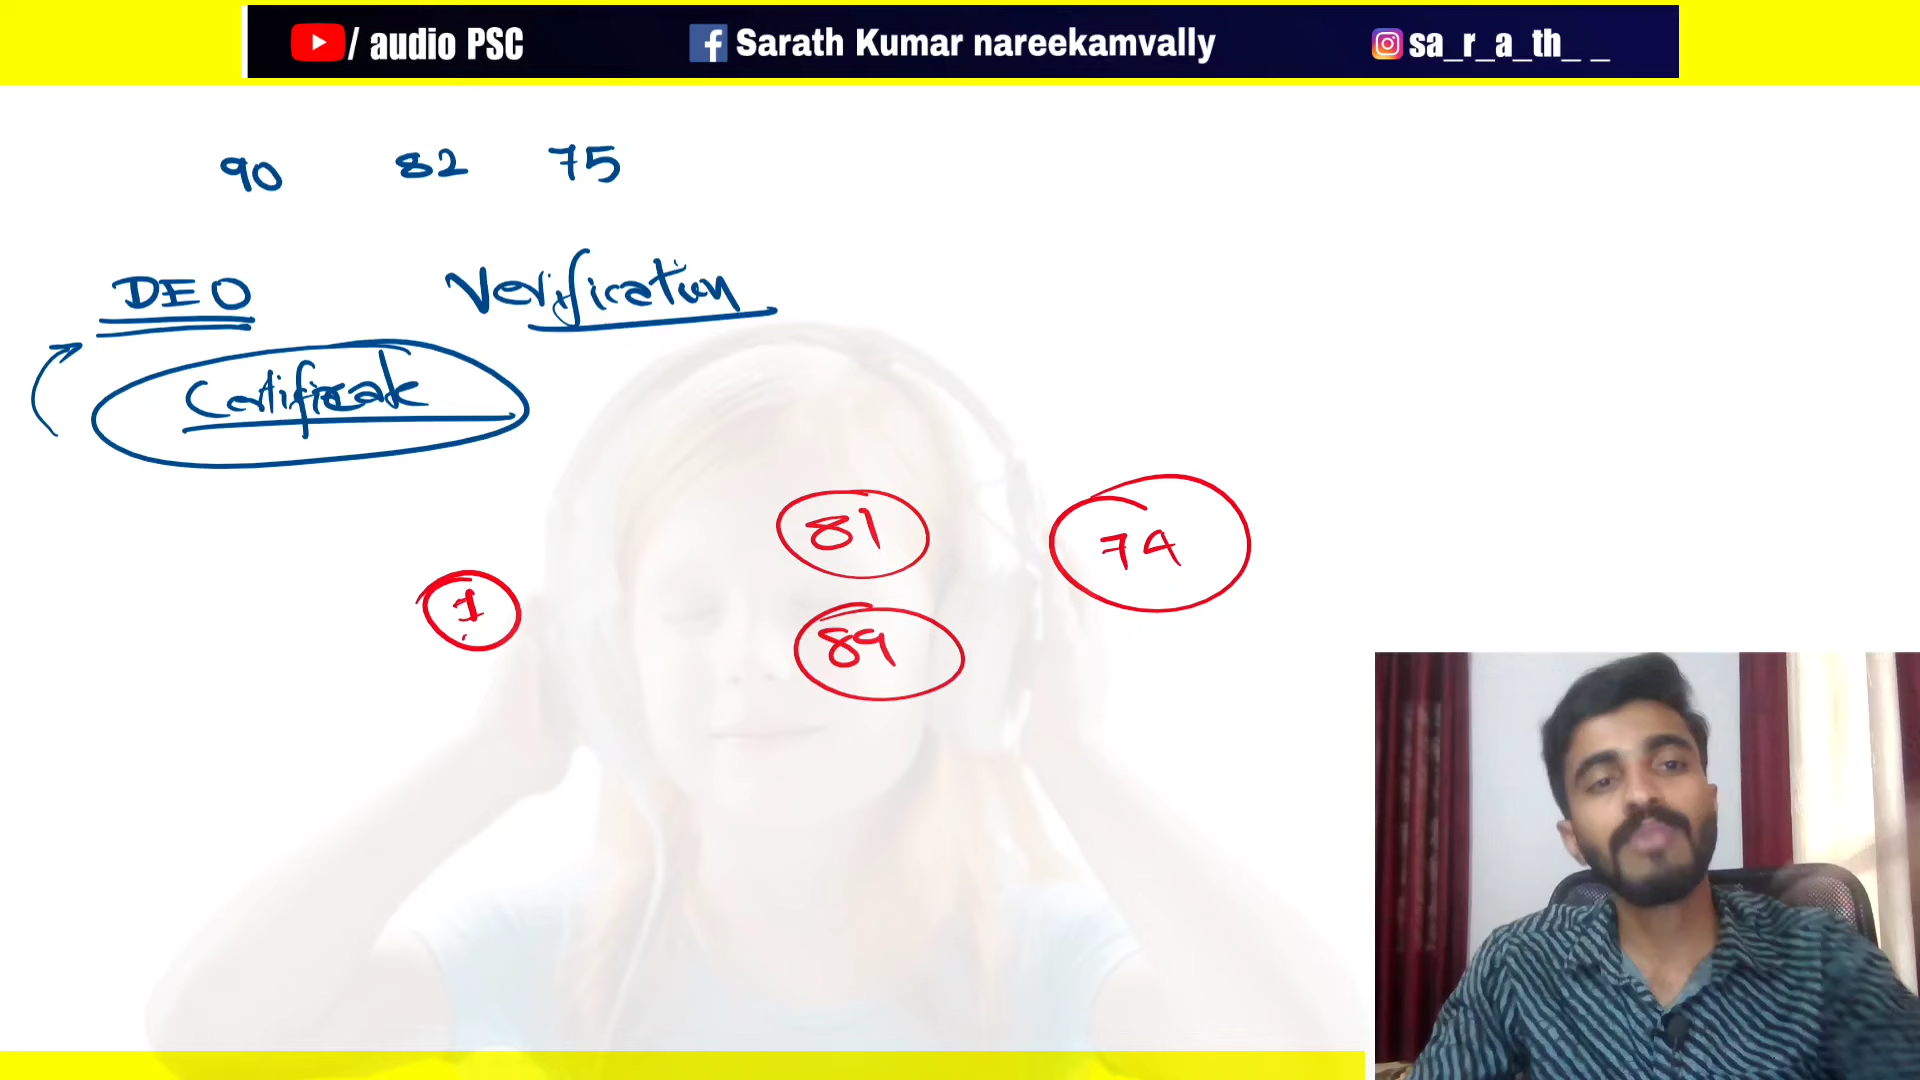 / audio PSC Sarath Kumar nareekamvally sa_r_a_th_ _
90 82 75
DEO Verification
Certificate
81 74
1
89